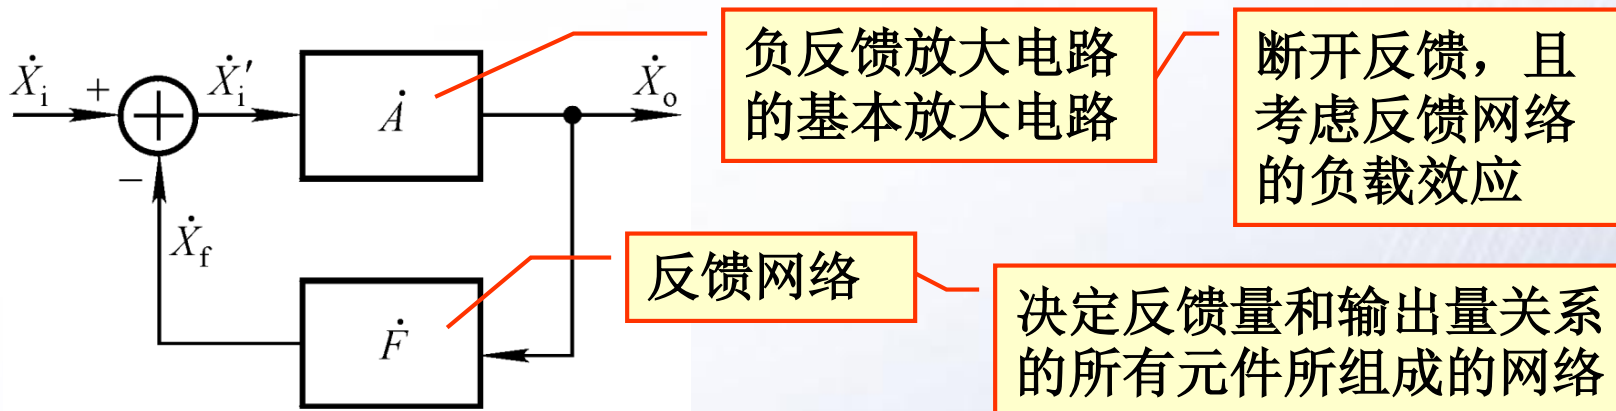 负反馈放大电路
的基本放大电路
断开反馈，且
考虑反馈网络
的负载效应
Ẋi + Ẋi′ Ȧ Ẋo
−
Ẋf
反馈网络
Ḟ
决定反馈量和输出量关系
的所有元件所组成的网络